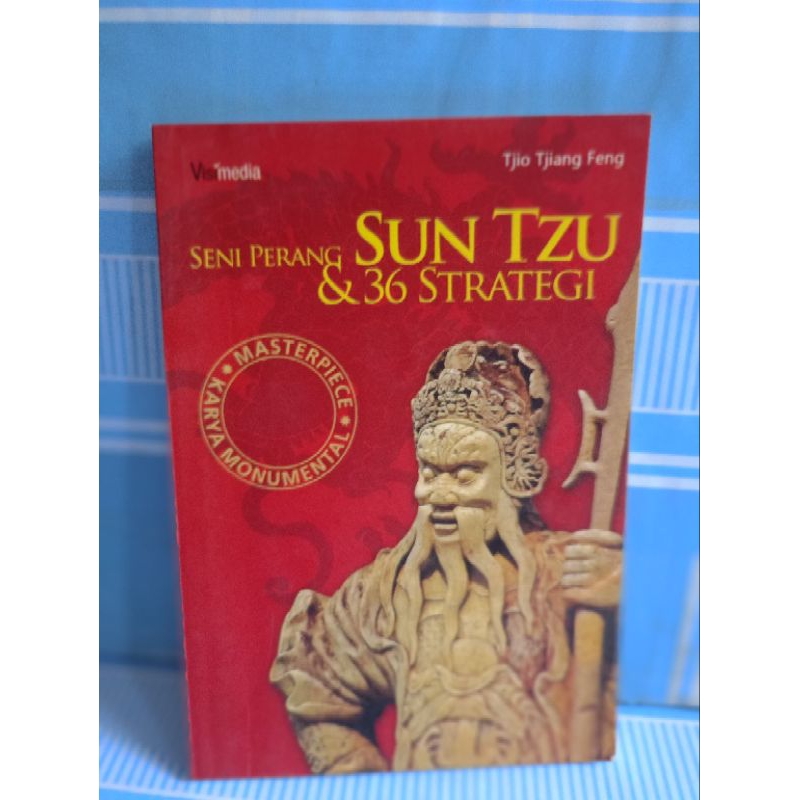 Visimedia
Tjio Tjiang Feng
SENI PERANG SUN TZU
& 36 STRATEGI
MASTERPIECE
KARYA MONUMENTAL